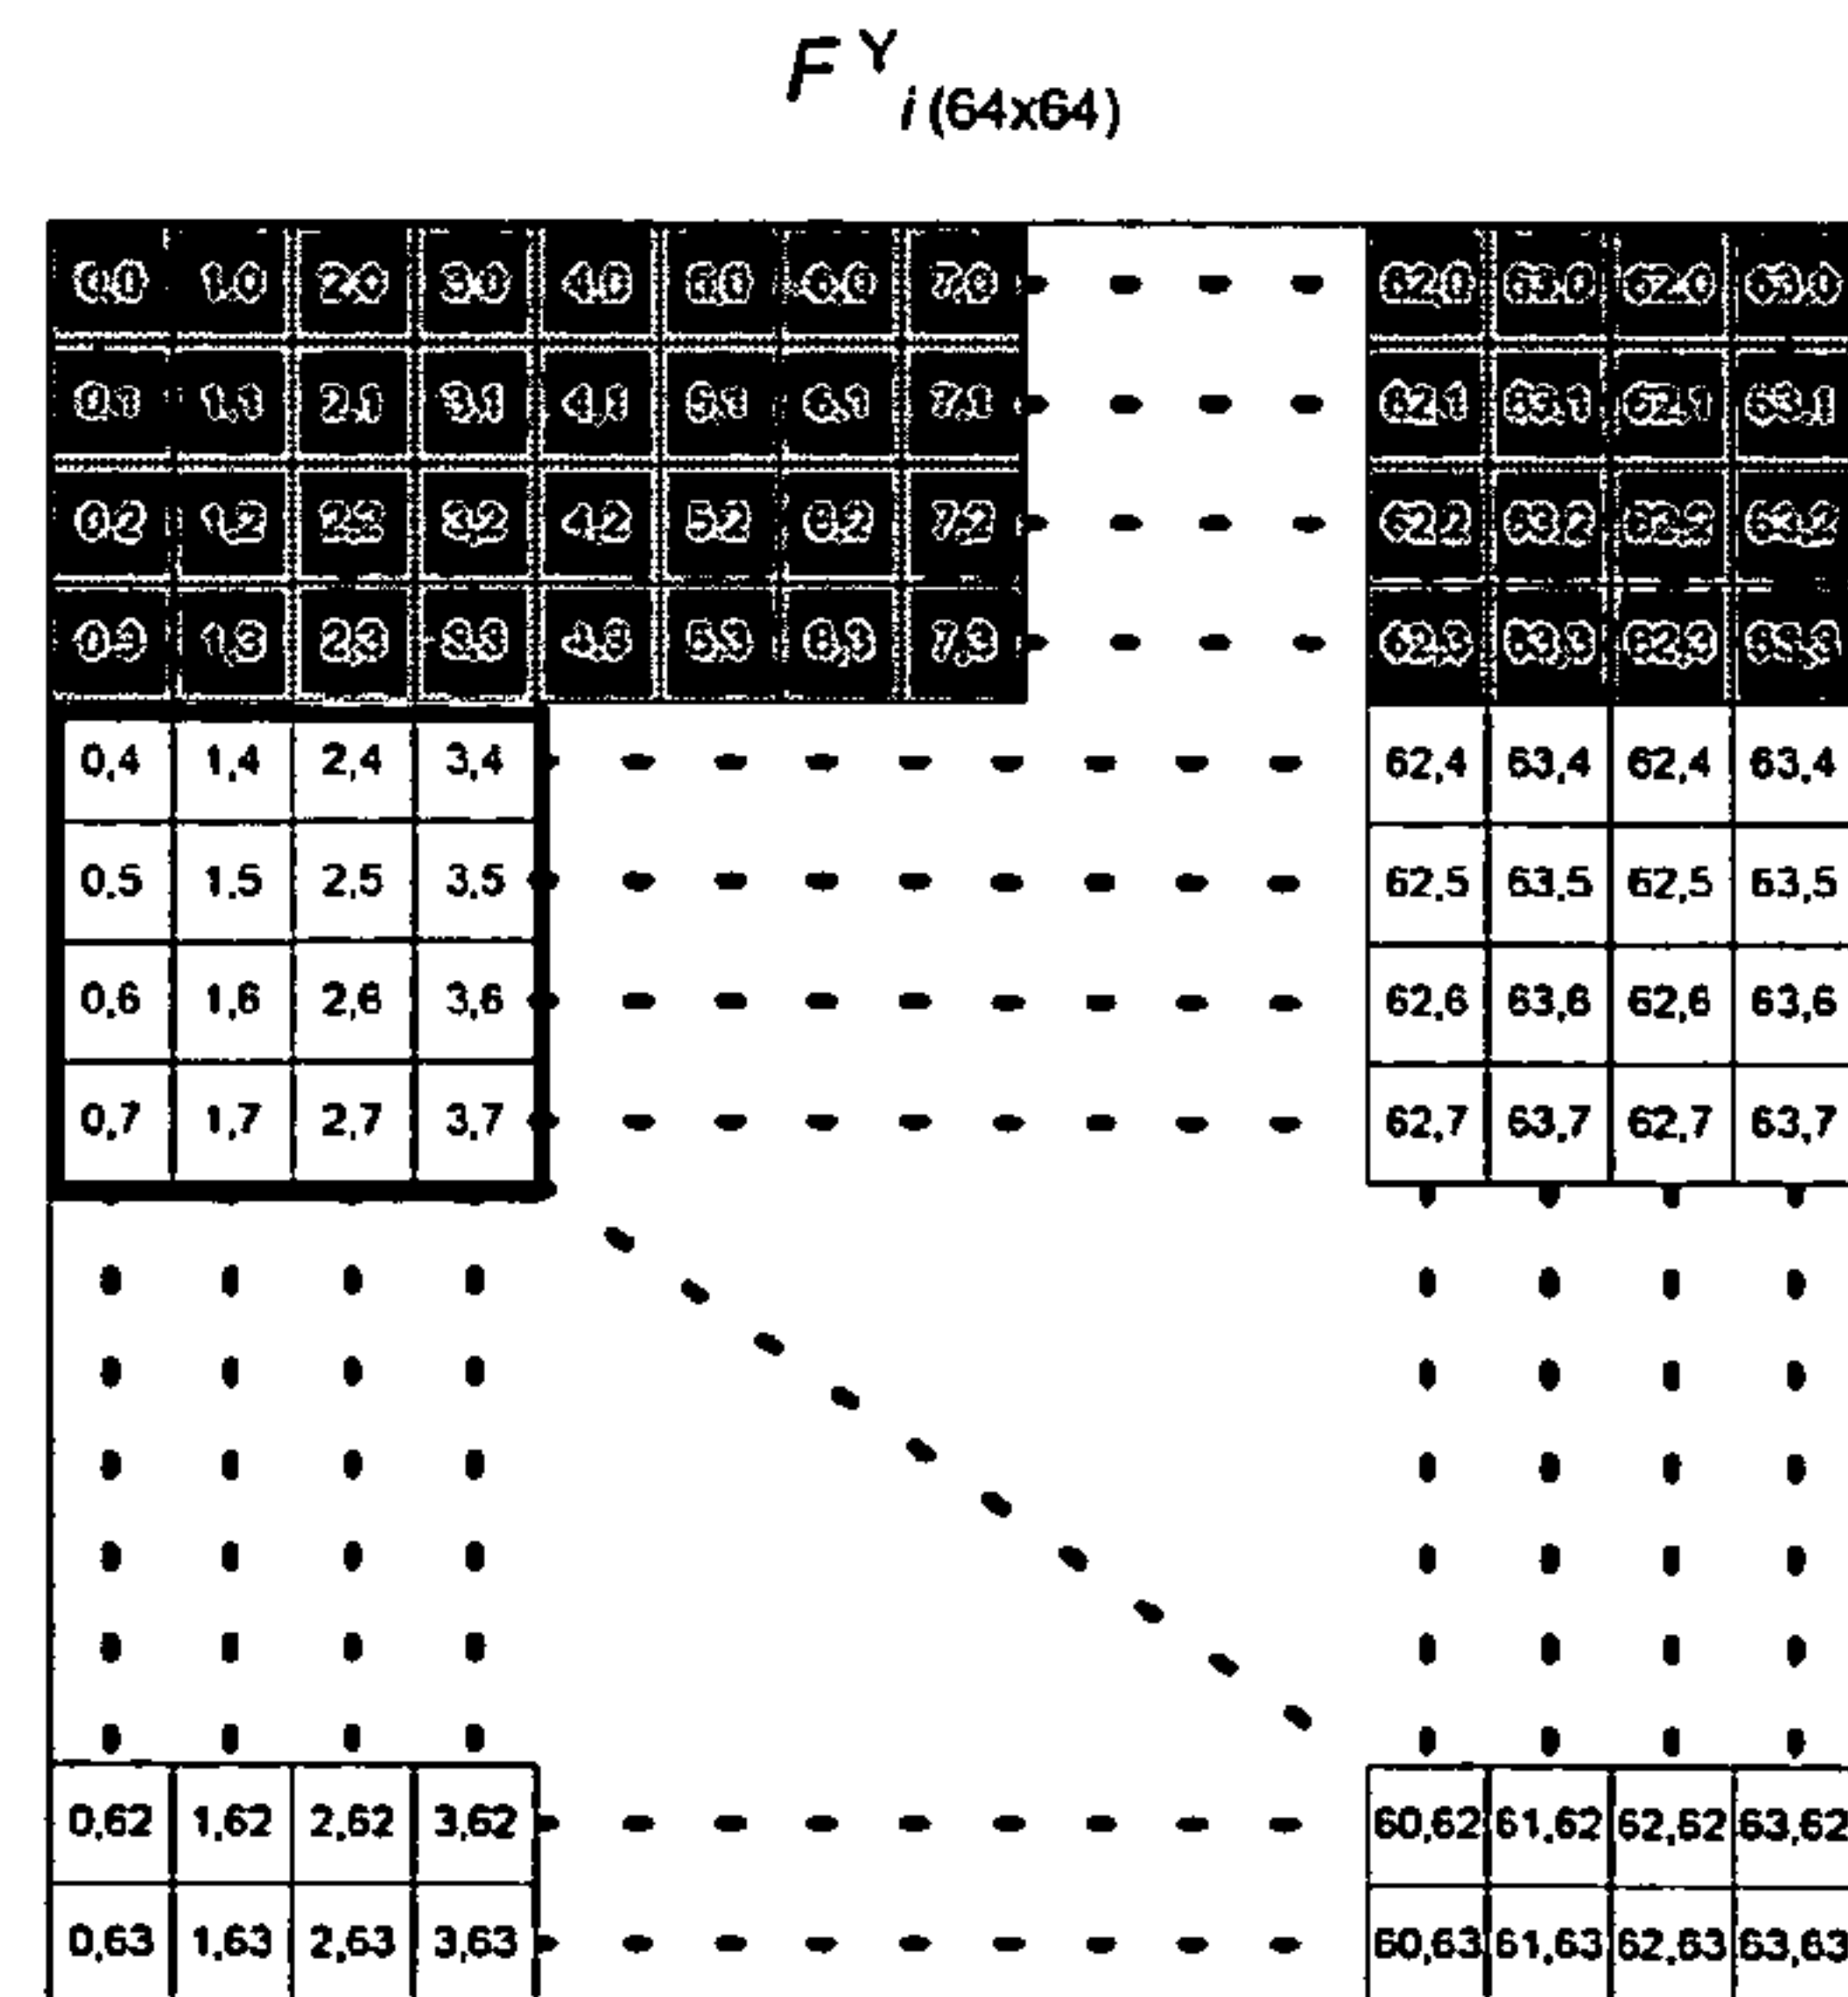 F Y i (64x64)
0,0 1,0 2,0 3,0 4,0 5,0 6,0 7,0 62,0 63,0 62,0 63,0
0,1 1,1 2,1 3,1 4,1 5,1 6,1 7,1 62,1 63,1 62,1 63,1
0,2 1,2 2,2 3,2 4,2 5,2 6,2 7,2 62,2 63,2 62,2 63,2
0,3 1,3 2,3 3,3 4,3 5,3 6,3 7,3 62,3 63,3 62,3 63,3
0,4 1,4 2,4 3,4 62,4 63,4 62,4 63,4
0,5 1,5 2,5 3,5 62,5 63,5 62,5 63,5
0,6 1,6 2,6 3,6 62,6 63,6 62,6 63,6
0,7 1,7 2,7 3,7 62,7 63,7 62,7 63,7
0,62 1,62 2,62 3,62 60,62 61,62 62,62 63,62
0,63 1,63 2,63 3,63 60,63 61,63 62,63 63,63